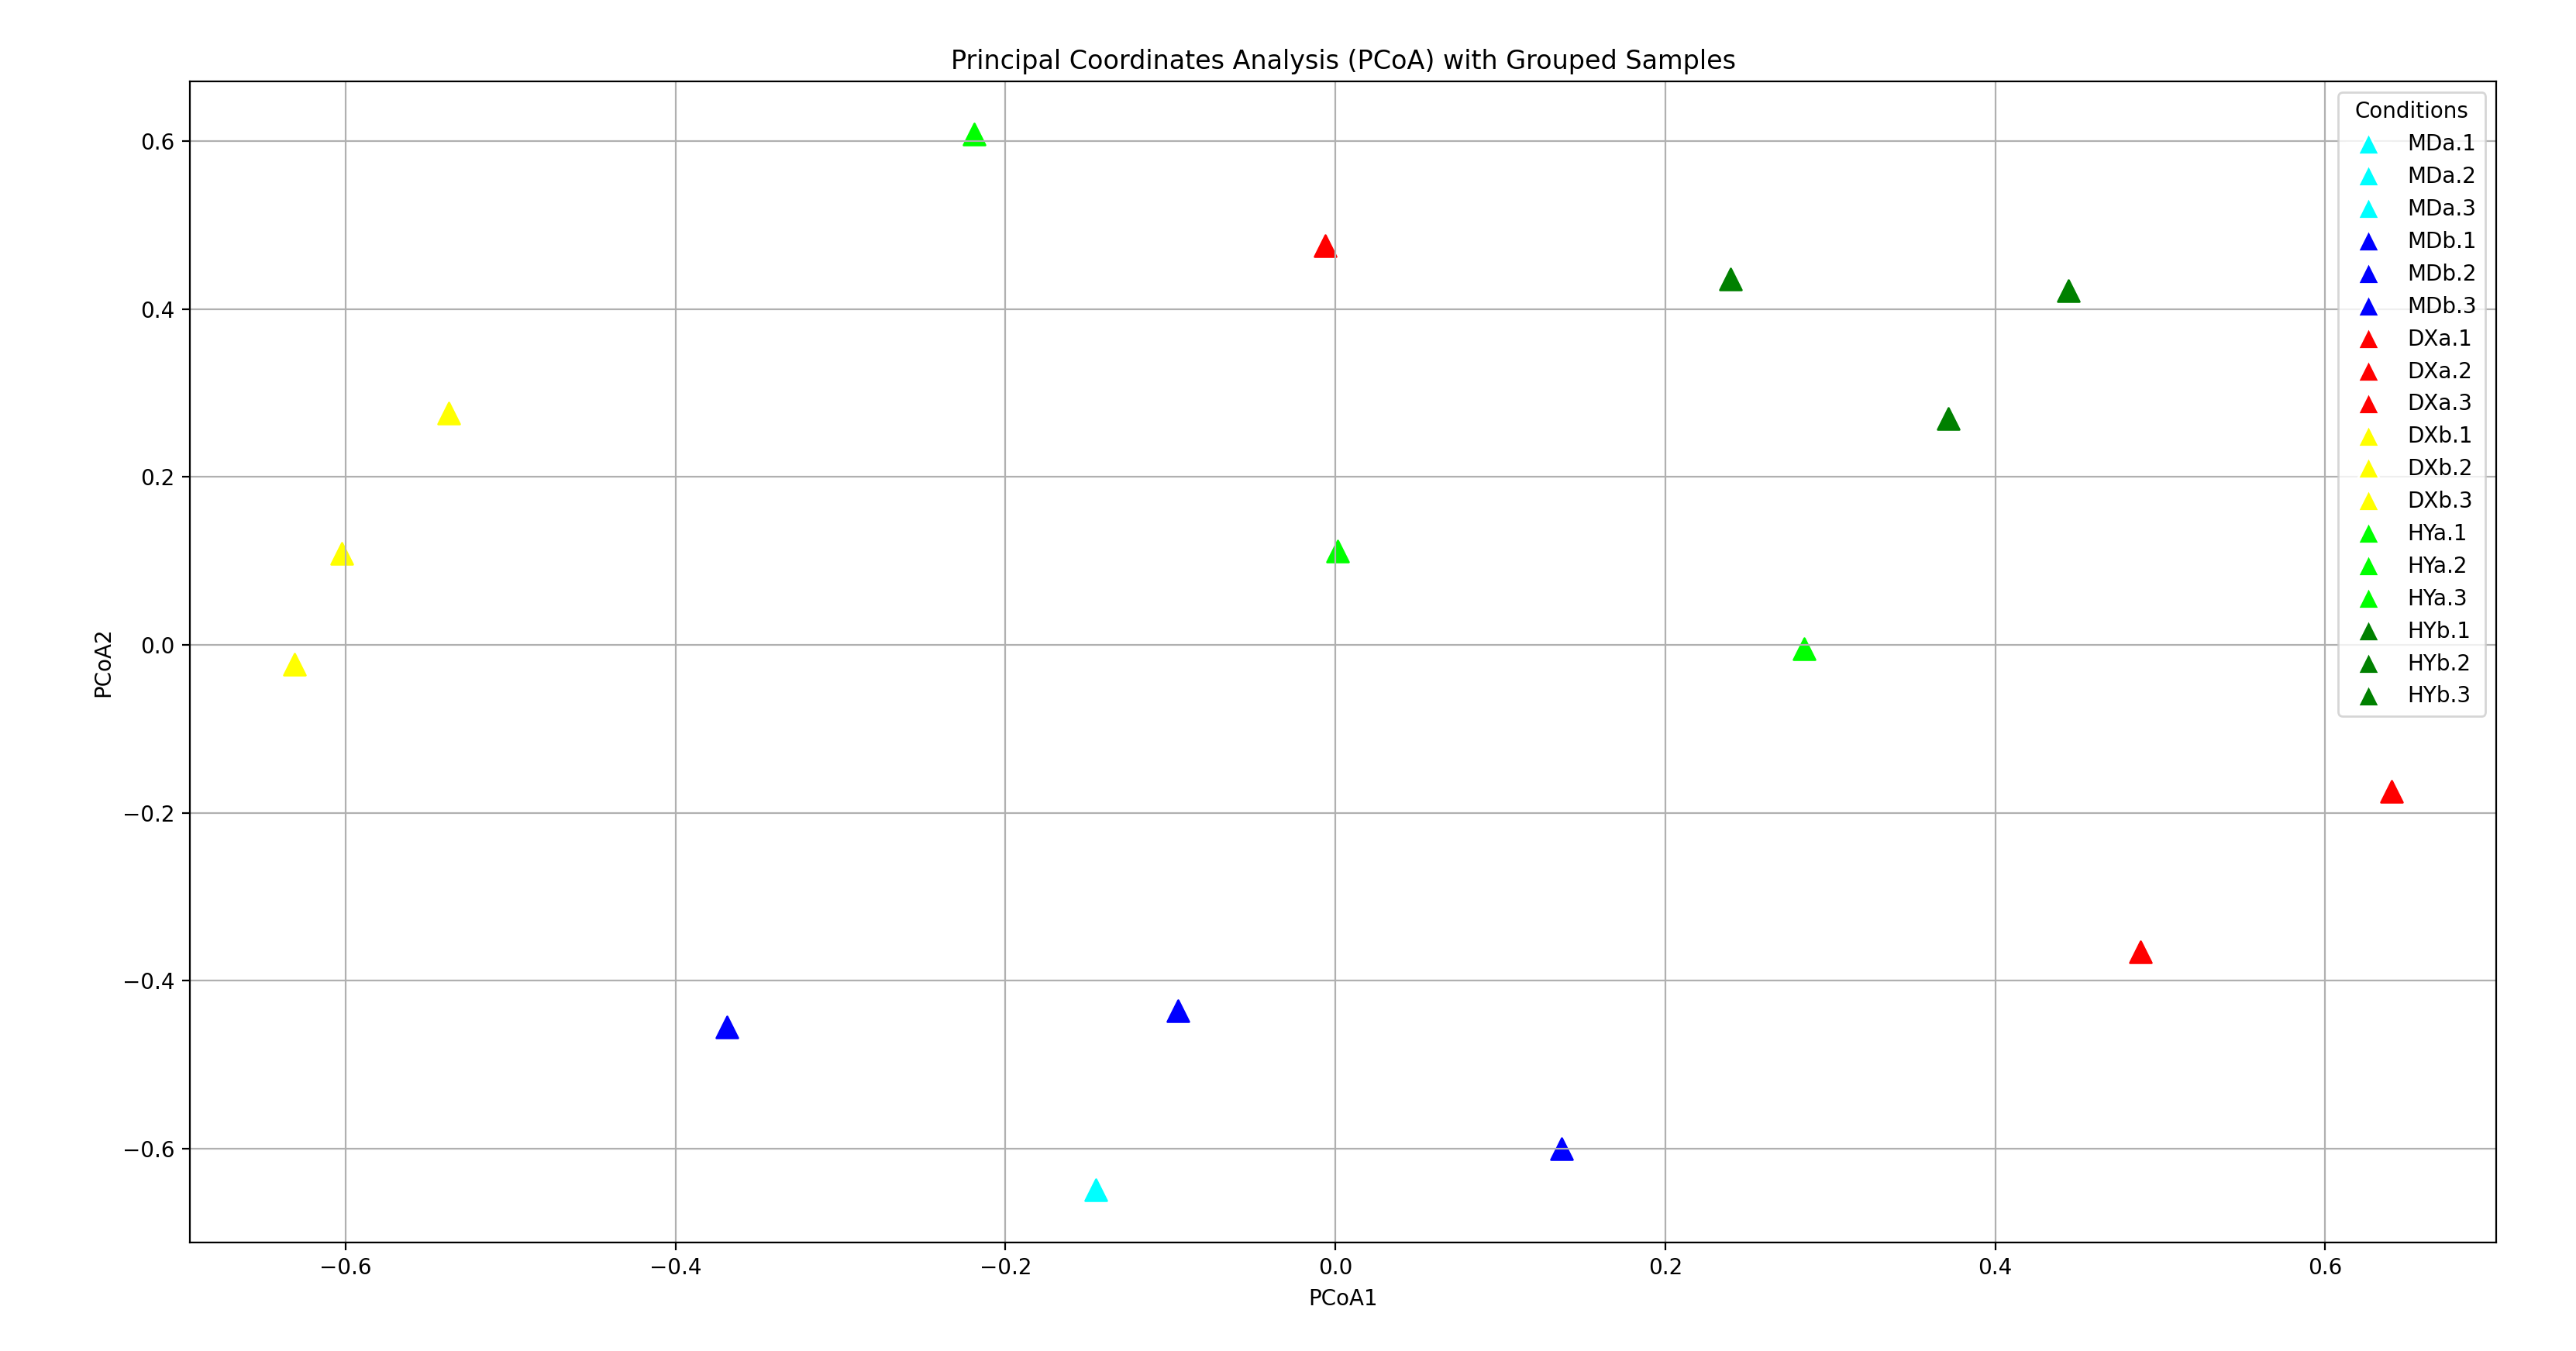 Principal Coordinates Analysis (PCoA) with Grouped Samples
Conditions
MDa.1
MDa.2
MDa.3
MDb.1
MDb.2
MDb.3
DXa.1
DXa.2
DXa.3
DXb.1
DXb.2
DXb.3
HYa.1
HYa.2
HYa.3
HYb.1
HYb.2
HYb.3
PCoA2
0.6
0.4
0.2
0.0
−0.2
−0.4
−0.6
−0.6
−0.4
−0.2
0.0
0.2
0.4
0.6
PCoA1